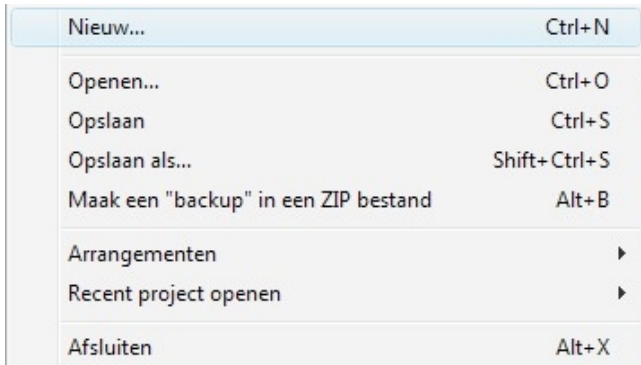 Nieuw... Ctrl+N
Openen... Ctrl+O
Opslaan Ctrl+S
Opslaan als... Shift+Ctrl+S
Maak een "backup" in een ZIP bestand Alt+B
Arrangementen
Recent project openen
Afsluiten Alt+X